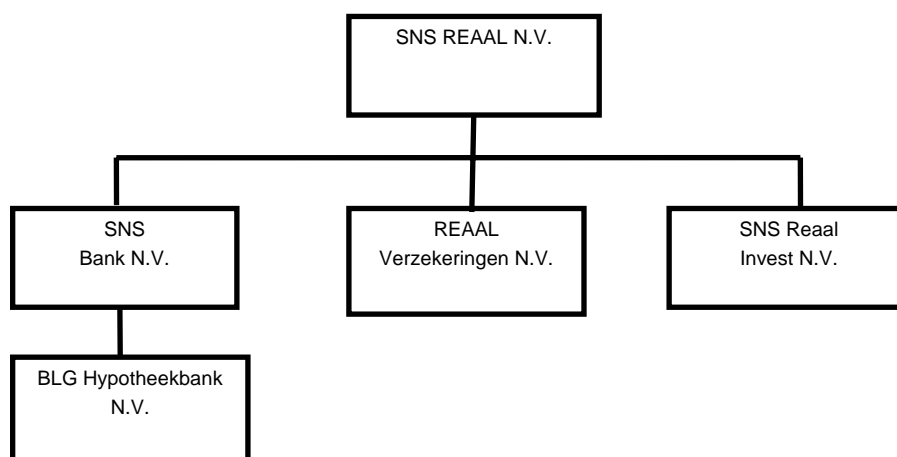 SNS REAAL N.V.
SNS
Bank N.V.
REAAL
Verzekeringen N.V.
SNS Reaal
Invest N.V.
BLG Hypotheekbank
N.V.